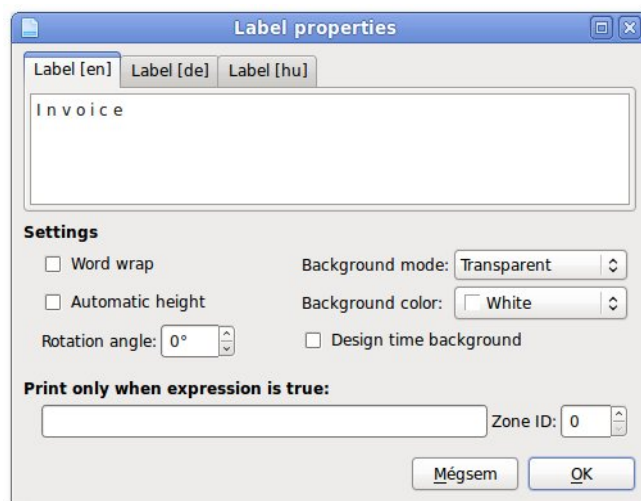 Label properties
Label [en] Label [de] Label [hu]
I n v o i c e
Settings
Word wrap Background mode: Transparent
Automatic height Background color: White
Rotation angle: 0° Design time background
Print only when expression is true:
Zone ID: 0
Mégsem OK